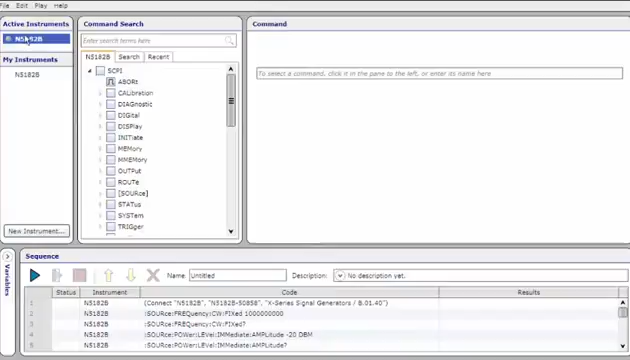 File Edit Play Help
Active Instruments
N5182B
My Instruments
N5182B
New Instrument...
Command Search
Enter search terms here
N5182B Search Recent
SCPI
ABORt
CALibration
DIAGnostic
DIGital
DISPlay
INITiate
MEMory
MMEMory
OUTPut
ROUTe
[SOURce]
STATus
SYSTem
TRIGger
Command
To select a command, click it in the pane to the left, or enter its name here
Variables
Sequence
Name: Untitled Description: No description yet.
Status Instrument Code Results
1 N5182B (Connect "N5182B", "N5182B-50858", "X-Series Signal Generators / B.01.40")
2 N5182B :SOURce:FREQuency:CW:FIXed 1000000000
3 N5182B :SOURce:FREQuency:CW:FIXed?
4 N5182B :SOURce:POWer:LEVel:IMMediate:AMPLitude -20 DBM
5 N5182B :SOURce:POWer:LEVel:IMMediate:AMPLitude?